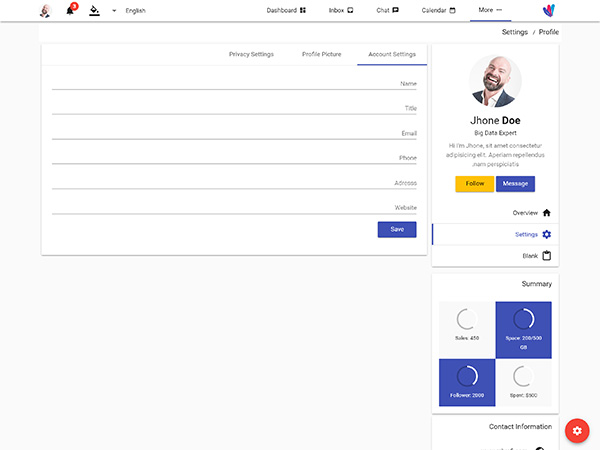 3
English
Dashboard
Inbox
Chat
Calendar
More
Settings / Profile
Privacy Settings
Profile Picture
Account Settings
Name
Title
Email
Phone
Adrcsss
Website
Save
Jhone Doe
Big Data Expert
Hi I'm Jhone, sit amet consectetur
adipisicing elit. Aperiam repellendus
.nam perspiciatis
Follow
Message
Overview
Settings
Blank
Summary
Sales: 450
Space: 200/500
GB
Follower: 2000
Spent: $500
Contact Information